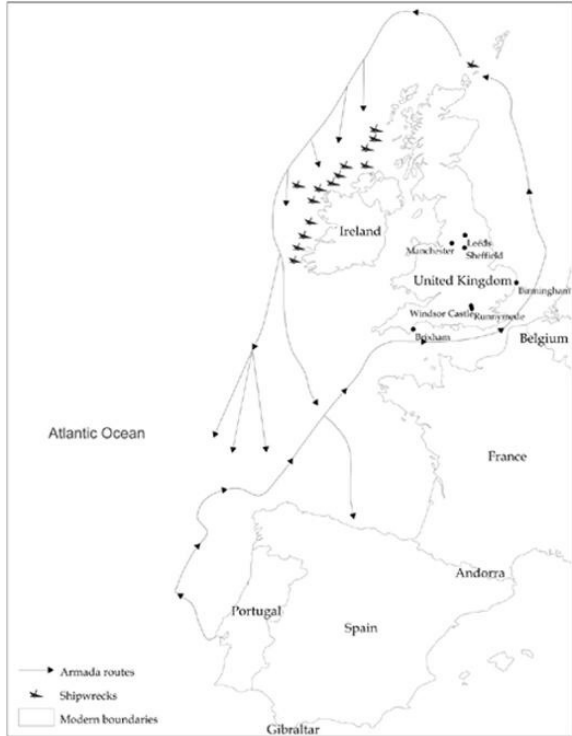 Ireland
Leeds
Manchester
Sheffield
United Kingdom
Birmingham
Windsor Castle
Runnymede
Brixham
Belgium
Atlantic Ocean
France
Andorra
Portugal
Spain
Armada routes
Shipwrecks
Modern boundaries
Gibraltar